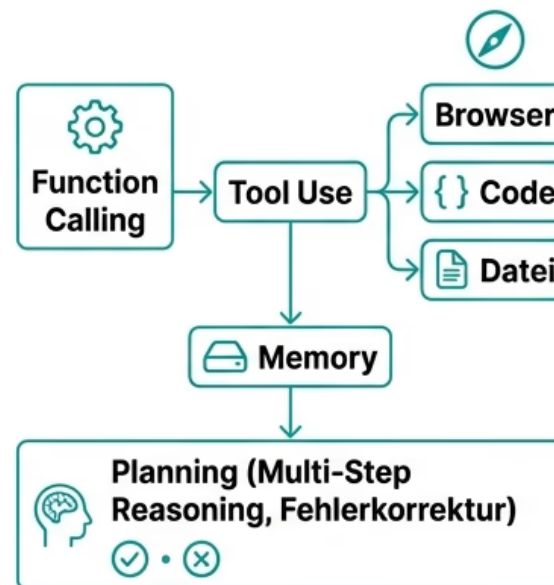 Function
Calling
Tool Use
Browser
{ } Code
Datei
Memory
Planning (Multi-Step
Reasoning, Fehlerkorrektur)